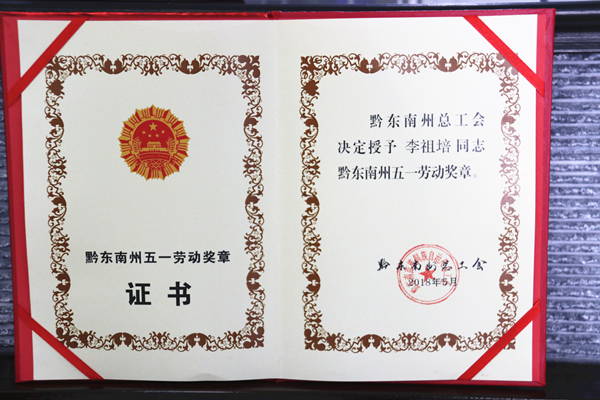 黔东南州五一劳动奖章
证书
黔东南州总工会
决定授予 李祖培 同志
黔东南州五一劳动奖章。
黔东南州总工会
2018年5月